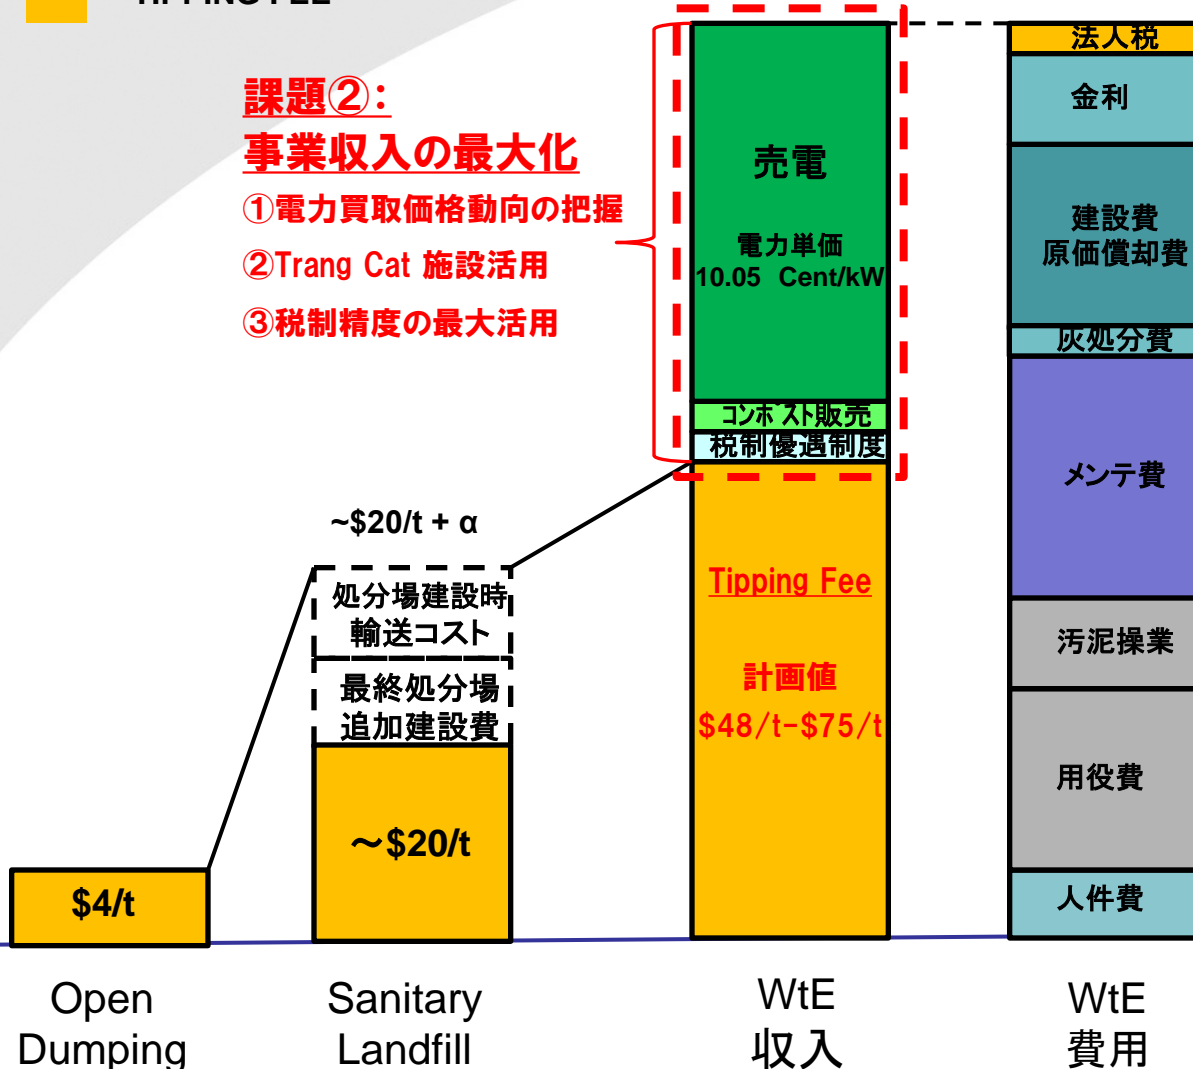 TIPPING FEE
課題②：
事業収入の最大化
①電力買取価格動向の把握
②Trang Cat 施設活用
③税制精度の最大活用
~$20/t + α
処分場建設時
輸送コスト
最終処分場
追加建設費
～$20/t
$4/t
売電
電力単価
10.05 Cent/kW
コンポスト販売
税制優遇制度
Tipping Fee
計画値
$48/t-$75/t
法人税
金利
建設費
原価償却費
灰処分費
メンテ費
汚泥操業
用役費
人件費
Open
Dumping
Sanitary
Landfill
WtE
収入
WtE
費用